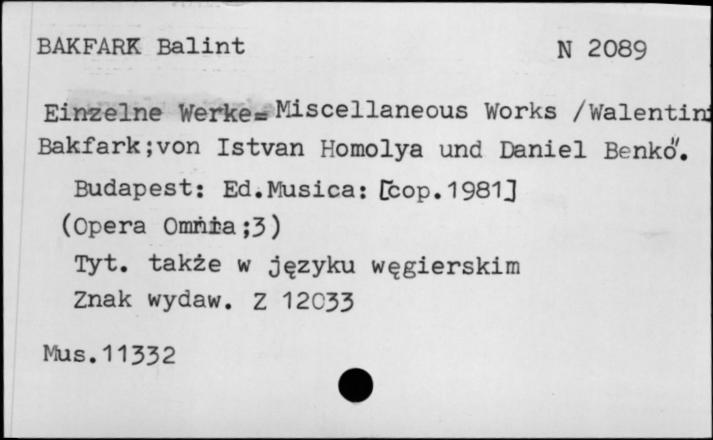 BAKFARK Balint N 2089
Einzelne Werke= Miscellaneous Works /Walentini
Bakfark;von Istvan Homolya und Daniel Benkő.
Budapest: Ed.Musica: [cop.1981]
(Opera Omnia;3)
Tyt. także w języku węgierskim
Znak wydaw. Z 12033
Mus.11332